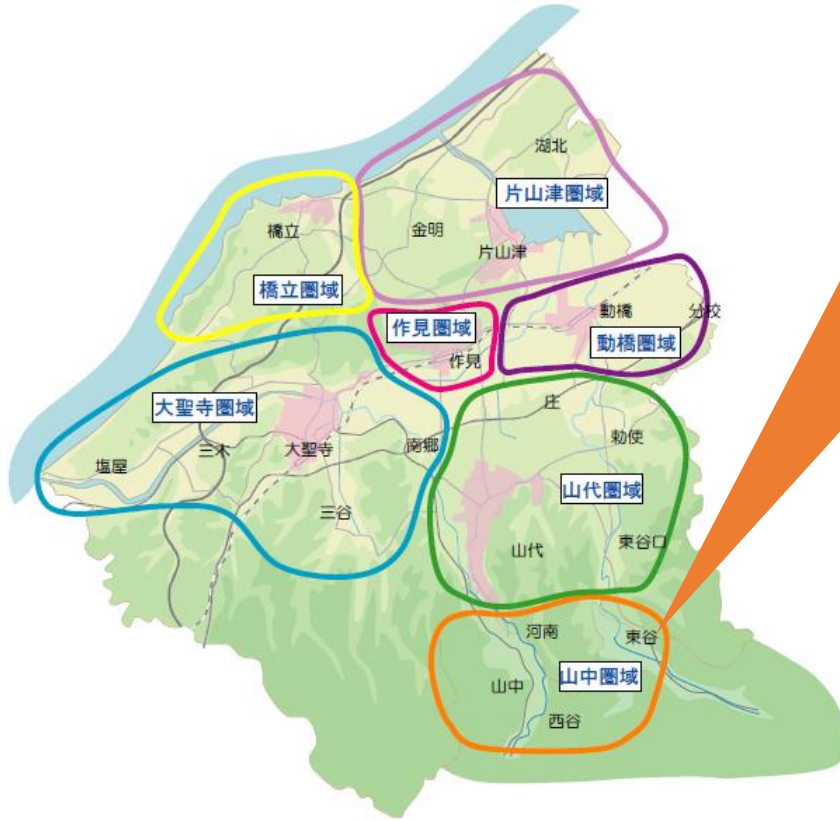 湖北
片山津圏域
橋立
金明
片山津
橋立圏域
作見圏域
動橋
分校
動橋圏域
作見
大聖寺圏域
庄
三木
大聖寺
南郷
勅使
塩屋
山代圏域
三谷
山代
東谷口
河南
東谷
山中
山中圏域
西谷